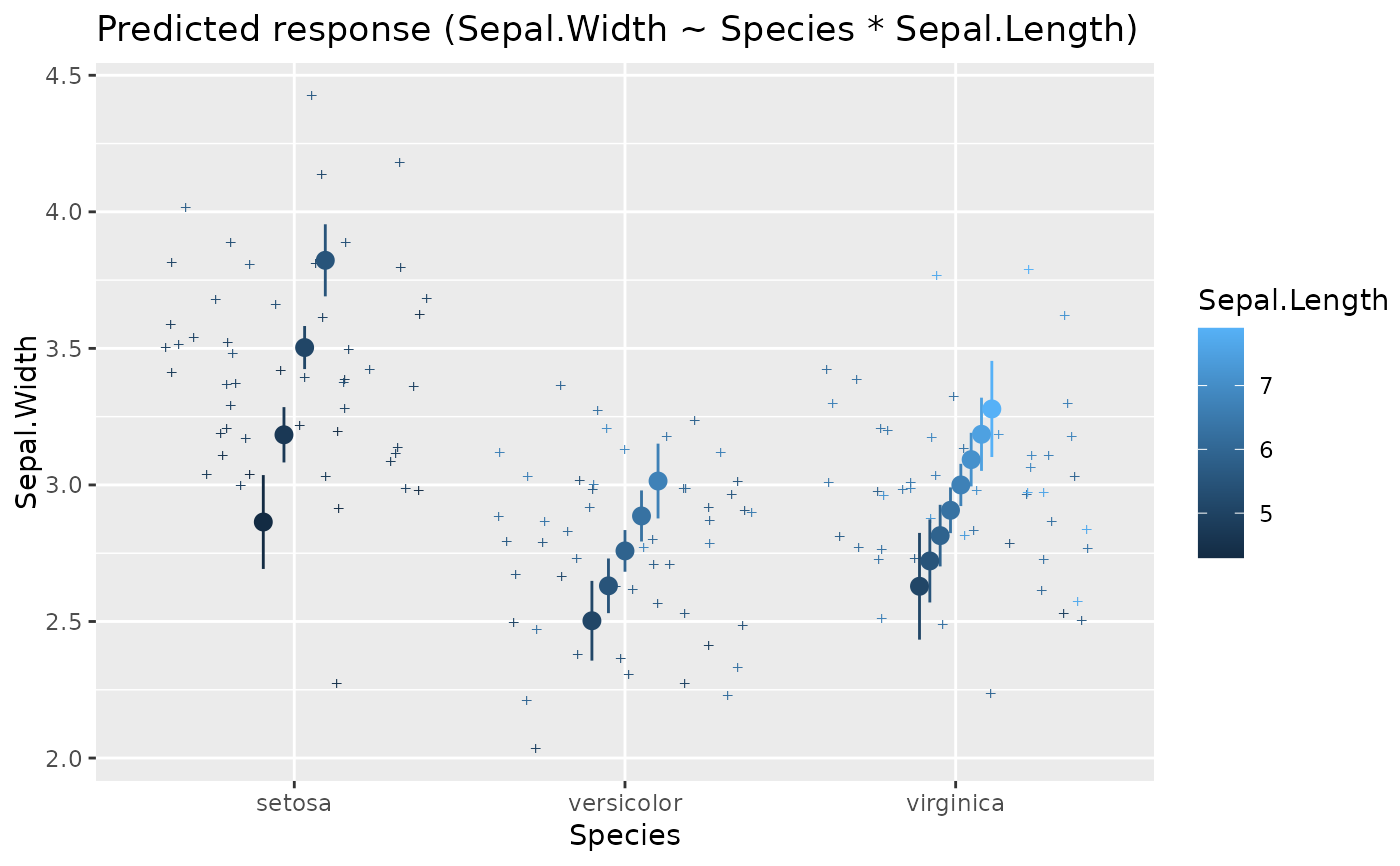 Predicted response (Sepal.Width ~ Species * Sepal.Length)
Sepal.Width
4.5
4.0
3.5
3.0
2.5
2.0
setosa
versicolor
virginica
Species
Sepal.Length
7
6
5